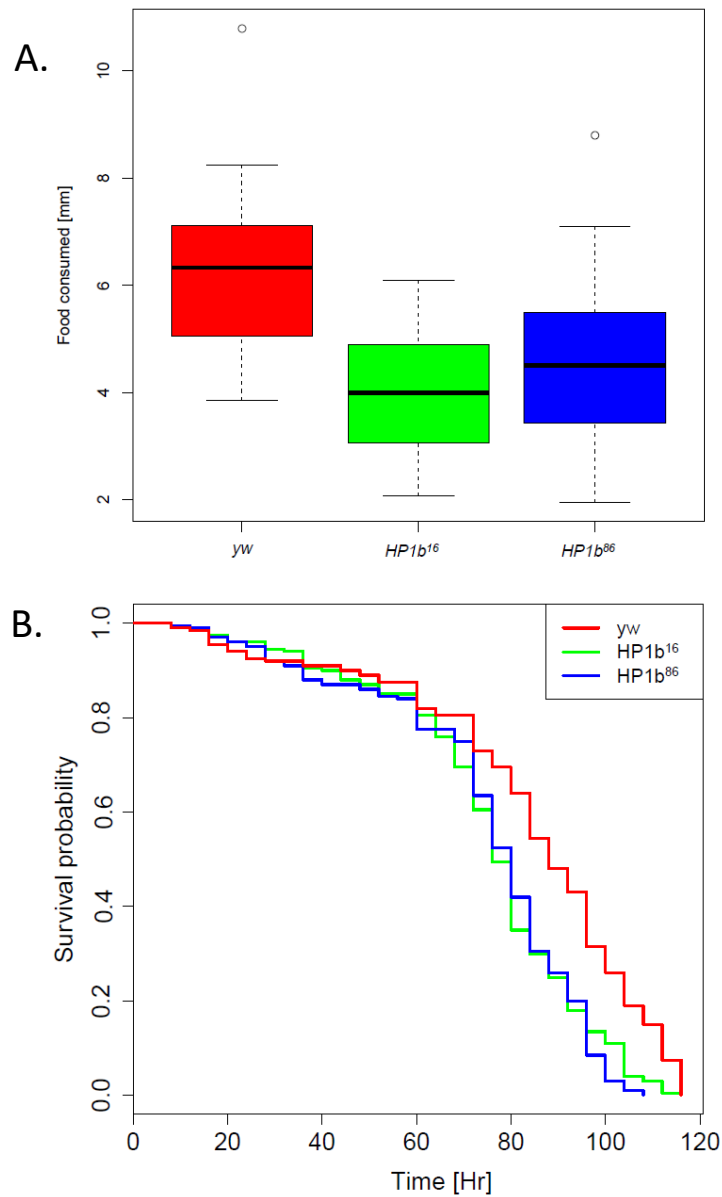 A.
Food consumed [mm]
10
8
6
4
2
yw
HP1b¹⁶
HP1b⁸⁶
B.
Survival probability
1.0
0.8
0.6
0.4
0.2
0.0
yw
HP1b¹⁶
HP1b⁸⁶
0 20 40 60 80 100 120
Time [Hr]